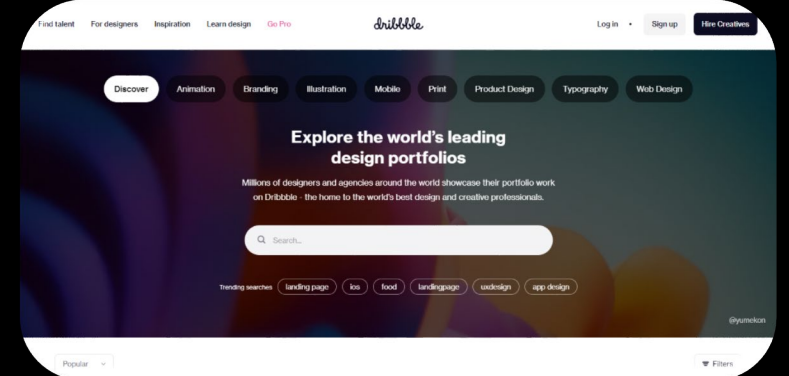 Find talent For designers Inspiration Learn design Go Pro dribbble Log in • Sign up Hire Creatives
Discover Animation Branding Illustration Mobile Print Product Design Typography Web Design
Explore the world's leading
design portfolios
Millions of designers and agencies around the world showcase their portfolio work
on Dribbble - the home to the world's best design and creative professionals.
Search...
Trending searches landing page ios food landingpage uxdesign app design
@yumekon
Popular Filters